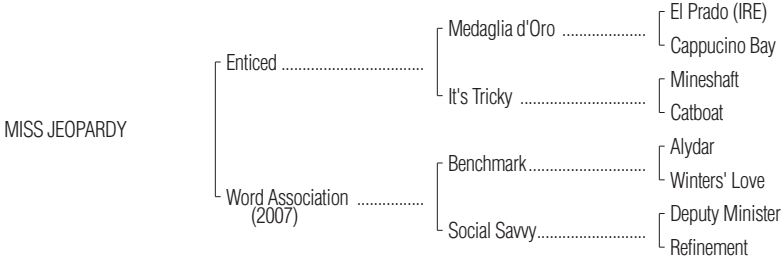 El Prado (IRE)
Medaglia d'Oro ....................
Cappucino Bay
Enticed ..................................
Mineshaft
It's Tricky ..............................
Catboat
MISS JEOPARDY
Alydar
Benchmark............................
Winters' Love
Word Association ................
(2007)
Deputy Minister
Social Savvy..........................
Refinement